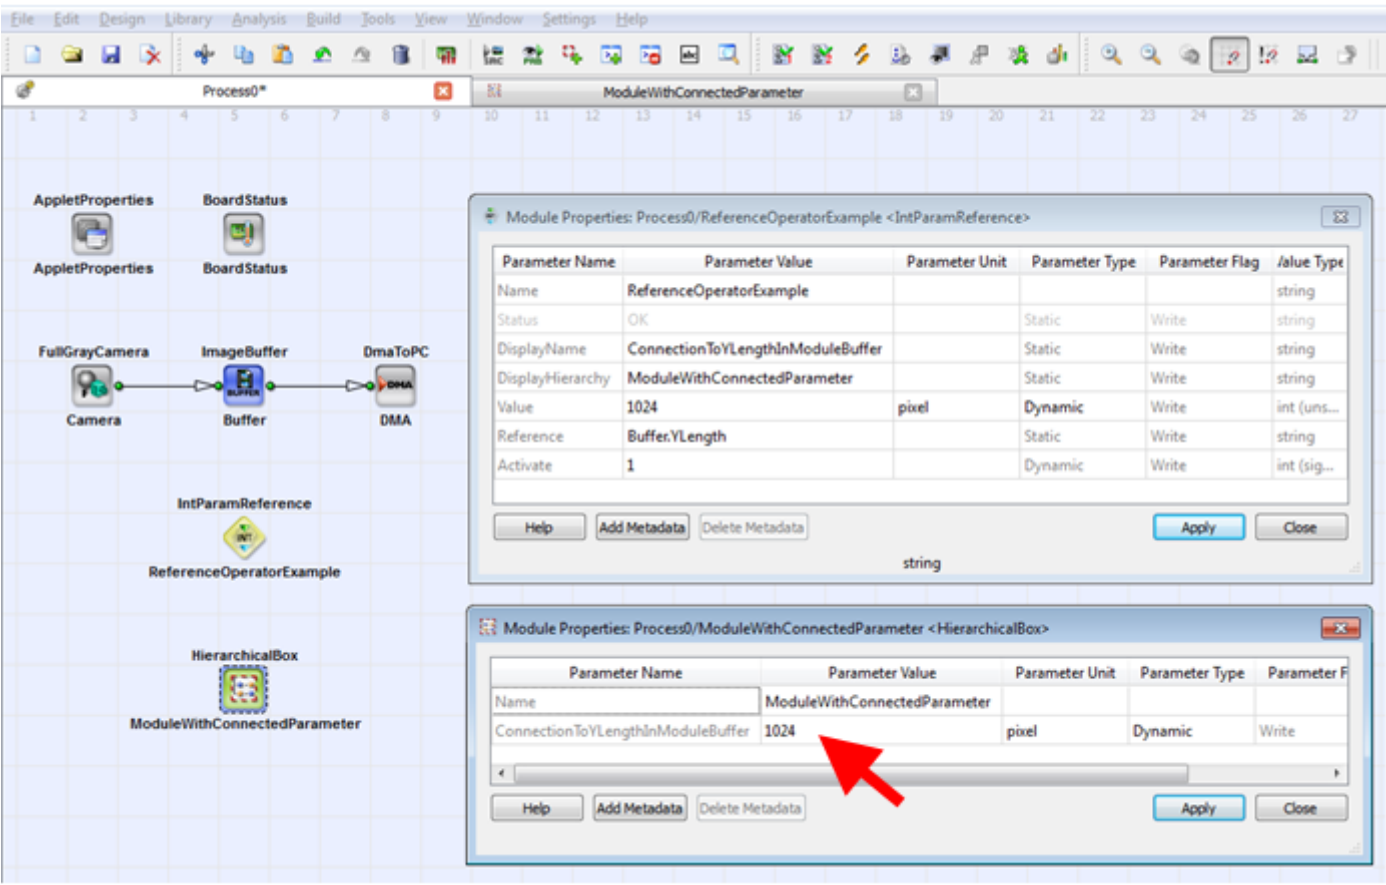 File Edit Design Library Analysis Build Tools View Window Settings Help
Process0* ModuleWithConnectedParameter
1 2 3 4 5 6 7 8 9 10 11 12 13 14 15 16 17 18 19 20 21 22 23 24 25 26 27
AppletProperties BoardStatus
AppletProperties BoardStatus
FullGrayCamera ImageBuffer DmaToPC
BUFFER DMA
Camera Buffer DMA
IntParamReference
INT
ReferenceOperatorExample
HierarchicalBox
ModuleWithConnectedParameter
Module Properties: Process0/ReferenceOperatorExample <IntParamReference>
Parameter Name Parameter Value Parameter Unit Parameter Type Parameter Flag /alue Type
Name ReferenceOperatorExample string
Status OK Static Write string
DisplayName ConnectionToYLengthInModuleBuffer Static Write string
DisplayHierarchy ModuleWithConnectedParameter Static Write string
Value 1024 pixel Dynamic Write int (uns...
Reference Buffer.YLength Static Write string
Activate 1 Dynamic Write int (sig...
Help Add Metadata Delete Metadata Apply Close
string
Module Properties: Process0/ModuleWithConnectedParameter <HierarchicalBox>
Parameter Name Parameter Value Parameter Unit Parameter Type Parameter F
Name ModuleWithConnectedParameter
ConnectionToYLengthInModuleBuffer 1024 pixel Dynamic Write
Help Add Metadata Delete Metadata Apply Close